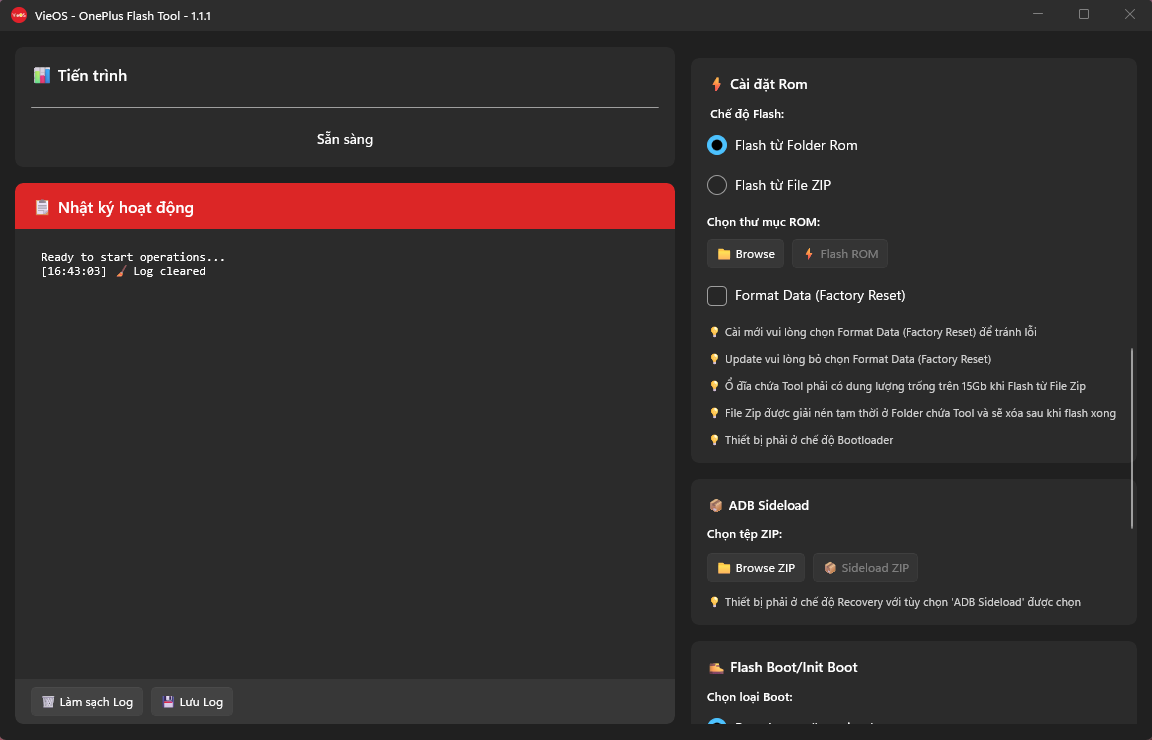 VieOS - OnePlus Flash Tool - 1.1.1
Tiến trình
Sẵn sàng
Nhật ký hoạt động
Ready to start operations...
[16:43:03] Log cleared
Làm sạch Log
Lưu Log
Cài đặt Rom
Chế độ Flash:
Flash từ Folder Rom
Flash từ File ZIP
Chọn thư mục ROM:
Browse
Flash ROM
Format Data (Factory Reset)
Cài mới vui lòng chọn Format Data (Factory Reset) để tránh lỗi
Update vui lòng bỏ chọn Format Data (Factory Reset)
Ổ đĩa chứa Tool phải có dung lượng trống trên 15Gb khi Flash từ File Zip
File Zip được giải nén tạm thời ở Folder chứa Tool và sẽ xóa sau khi flash xong
Thiết bị phải ở chế độ Bootloader
ADB Sideload
Chọn tệp ZIP:
Browse ZIP
Sideload ZIP
Thiết bị phải ở chế độ Recovery với tùy chọn 'ADB Sideload' được chọn
Flash Boot/Init Boot
Chọn loại Boot: